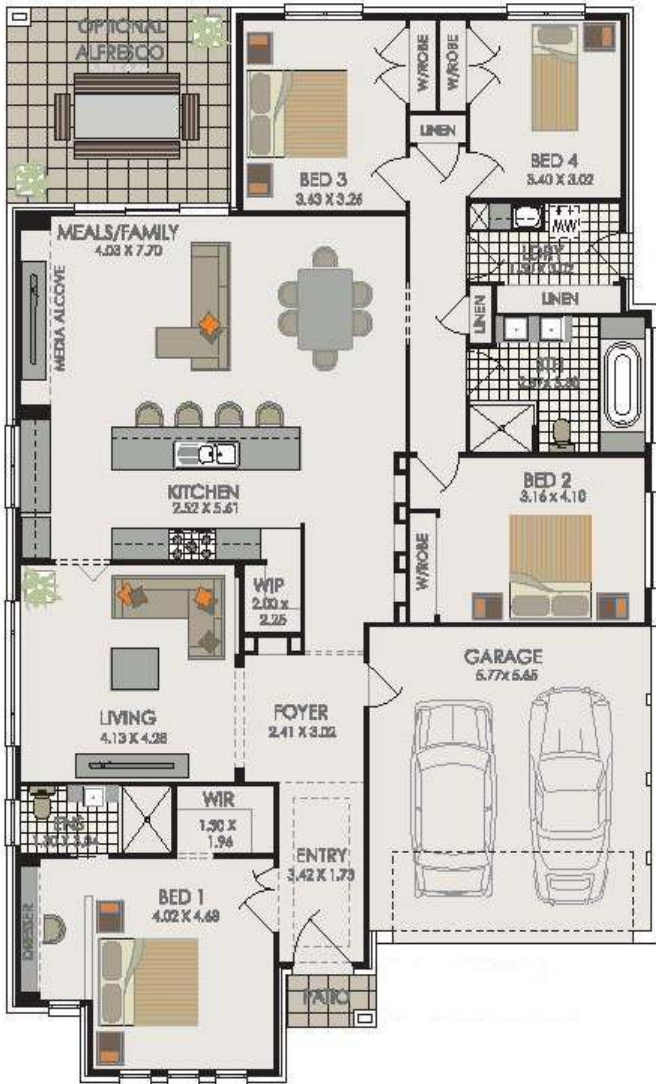 OPTIONAL
ALFRESCO
W/ROBE
W/ROBE
LINEN
BED 3
3.63 X 3.26
BED 4
3.40 X 3.02
MEALS/FAMILY
4.03 X 7.70
MEDIA ALCOVE
MW
LDRY
LINEN
LINEN
BTH
KITCHEN
2.52 X 5.61
BED 2
3.16 X 4.10
W/ROBE
WIP
2.00 X
2.25
GARAGE
5.77X5.65
LIVING
4.13 X 4.28
FOYER
2.41 X 3.02
ENS
WIR
1.50 X
1.96
ENTRY
3.42 X 1.73
BED 1
4.02 X 4.68
DRESSER
PATIO